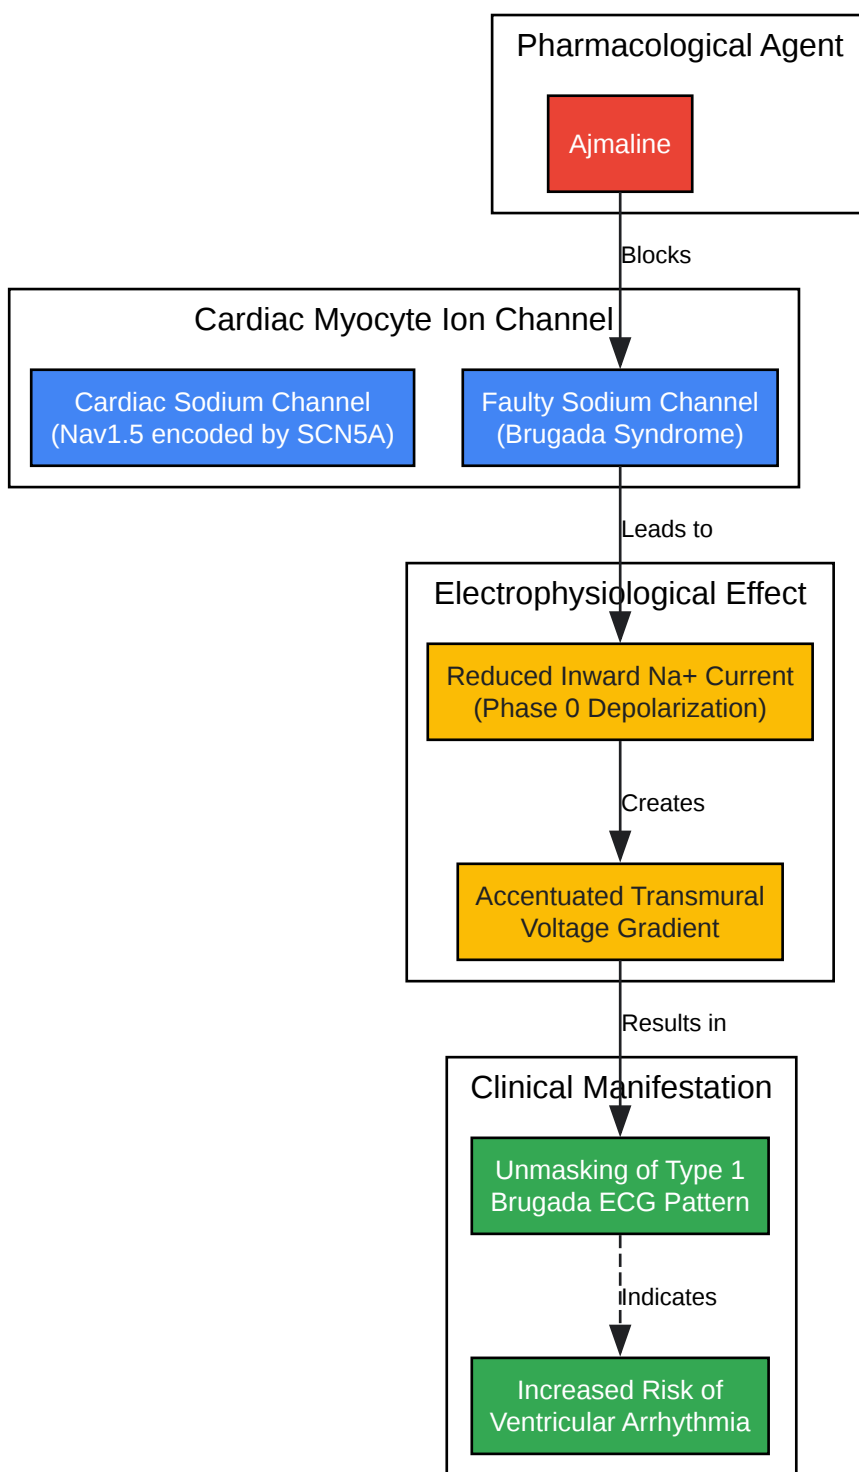 Pharmacological Agent
Ajmaline
Blocks
Cardiac Myocyte Ion Channel
Cardiac Sodium Channel
(Nav1.5 encoded by SCN5A)
Faulty Sodium Channel
(Brugada Syndrome)
Leads to
Electrophysiological Effect
Reduced Inward Na+ Current
(Phase 0 Depolarization)
Creates
Accentuated Transmural
Voltage Gradient
Results in
Clinical Manifestation
Unmasking of Type 1
Brugada ECG Pattern
Indicates
Increased Risk of
Ventricular Arrhythmia